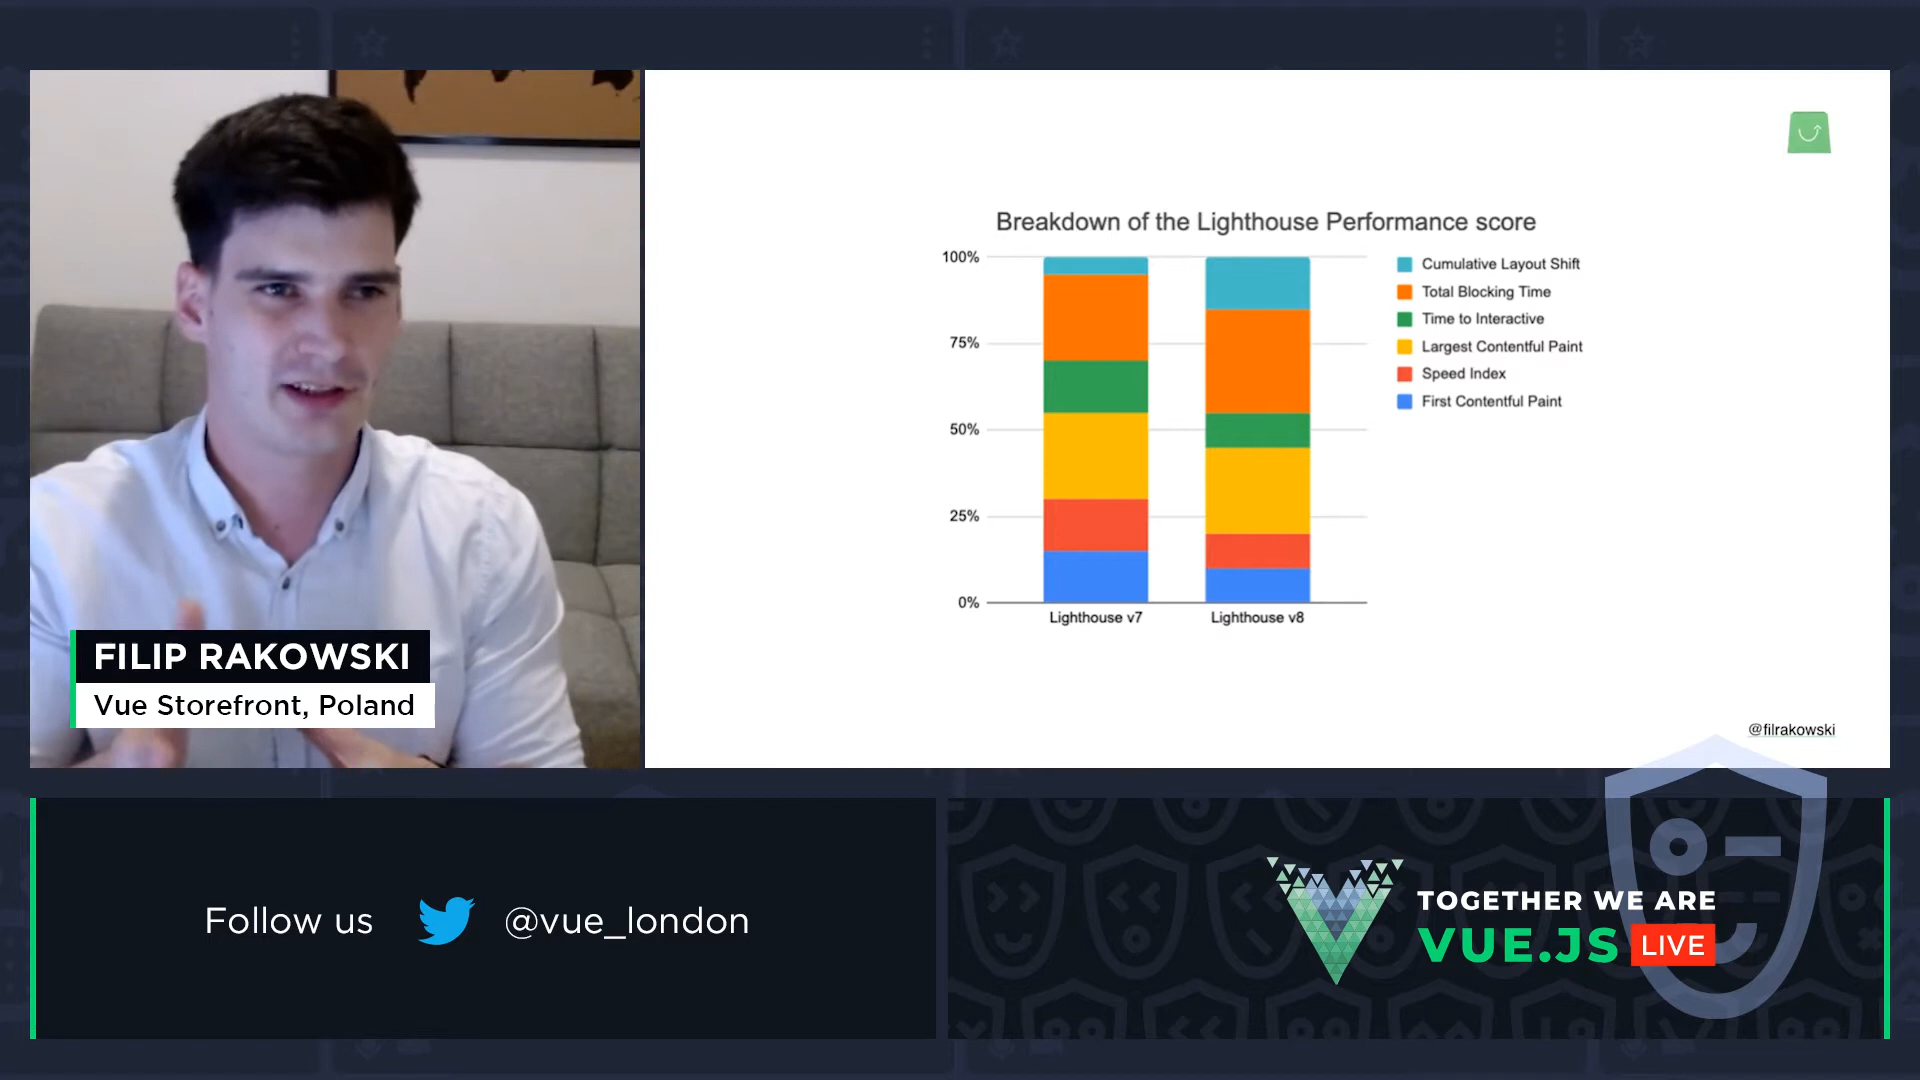 FILIP RAKOWSKI
Vue Storefront, Poland
Breakdown of the Lighthouse Performance score
100%
75%
50%
25%
0%
Lighthouse v7
Lighthouse v8
Cumulative Layout Shift
Total Blocking Time
Time to Interactive
Largest Contentful Paint
Speed Index
First Contentful Paint
@filrakowski
Follow us @vue_london
TOGETHER WE ARE
VUE.JS LIVE